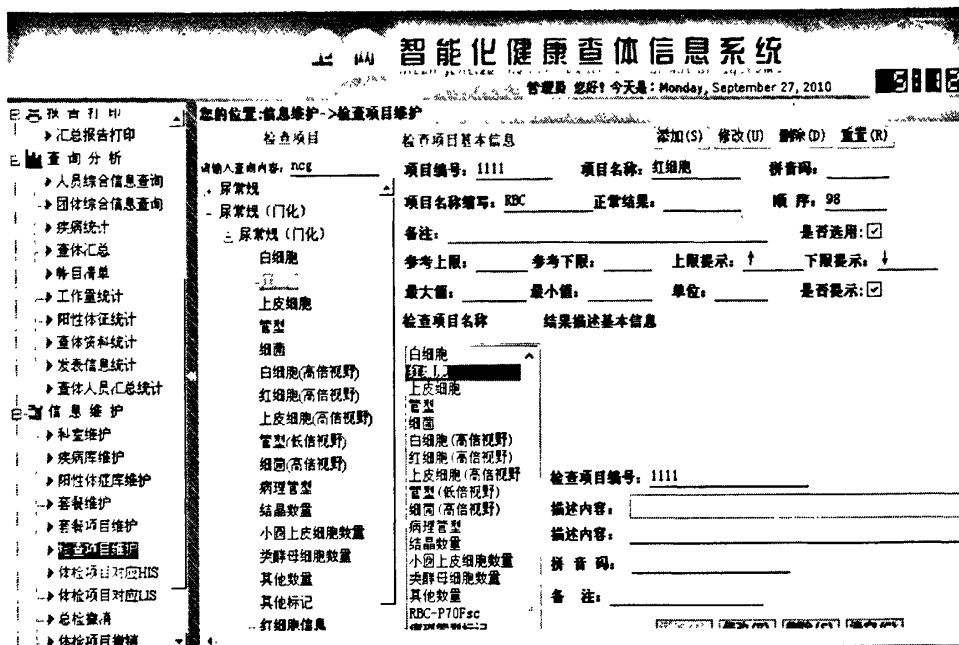 智能化健康查体信息系统
管理员 您好! 今天是: Monday, September 27, 2010
报告打印
汇总报告打印
查询分析
人员综合信息查询
团体综合信息查询
疾病统计
查体汇总
帐目清单
工作量统计
阳性体征统计
查体资料统计
发表信息统计
查体人员汇总统计
信息维护
科室维护
疾病库维护
阳性体征库维护
套餐维护
套餐项目维护
检查项目维护
体检项目对应HIS
体检项目对应LIS
总检撤消
体检项目撤销
您的位置:信息维护->检查项目维护
检查项目
请输入查询内容: ncg
尿常规
尿常规(门化)
尿常规(门化)
白细胞
上皮细胞
管型
细菌
白细胞(高倍视野)
红细胞(高倍视野)
上皮细胞(高倍视野)
管型(低倍视野)
细菌(高倍视野)
病理管型
结晶数量
小圆上皮细胞数量
类酵母细胞数量
其他数量
其他标记
红细胞信息
检查项目基本信息
添加(S) 修改(U) 删除(D) 重置(R)
项目编号: 1111 项目名称: 红细胞 拼音码:
项目名称缩写: RBC 正常结果: 顺 序: 98
备注: 是否选用: ☑
参考上限: 参考下限: 上限提示: ↑ 下限提示: ↓
最大值: 最小值: 单位: 是否提示: ☑
检查项目名称 结果描述基本信息
白细胞
上皮细胞
管型
细菌
白细胞(高倍视野)
红细胞(高倍视野)
上皮细胞(高倍视野
管型(低倍视野)
细菌(高倍视野)
病理管型
结晶数量
小圆上皮细胞数量
类酵母细胞数量
其他数量
RBC-P70Fsc
病理管型标记
检查项目编号: 1111
描述内容:
描述内容:
拼 音 码:
备 注: